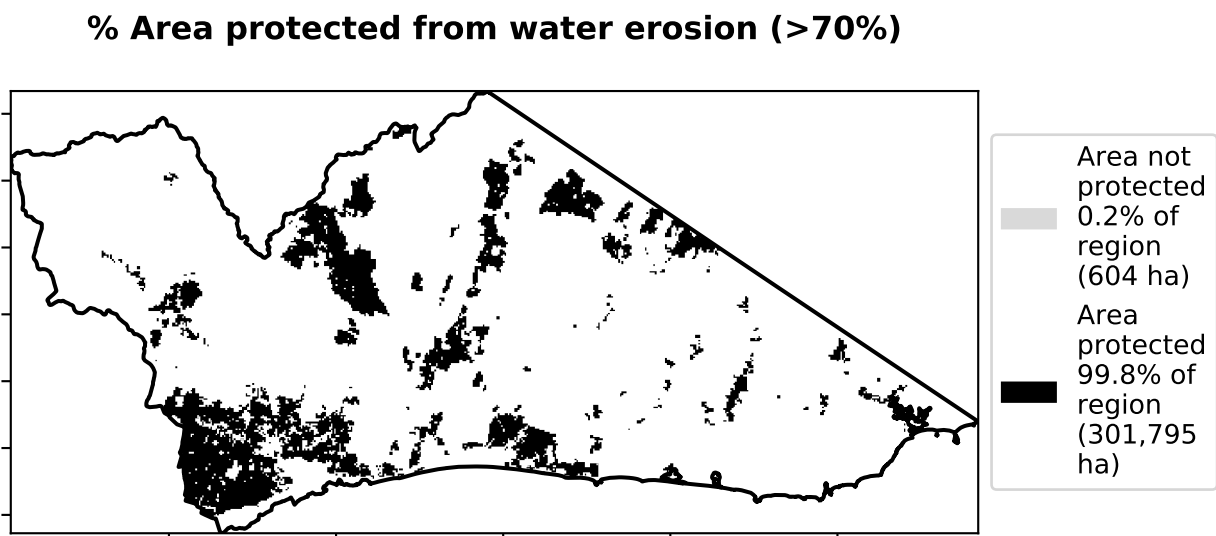 % Area protected from water erosion (>70%)
Area not
protected
0.2% of
region
(604 ha)
Area
protected
99.8% of
region
(301,795
ha)